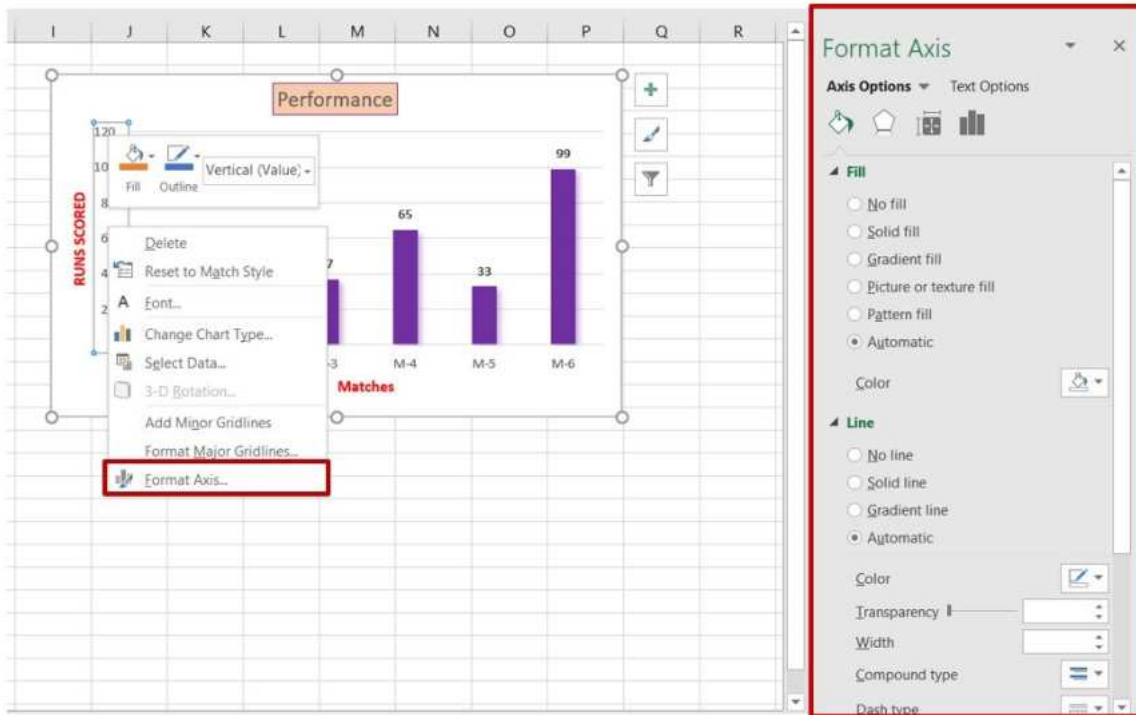 I J K L M N O P Q R
Performance
120
10
8
6
4
2
RUNS SCORED
Fill Outline
Vertical (Value)
Delete
Reset to Match Style
A Font...
Change Chart Type...
Select Data...
3-D Rotation...
Add Minor Gridlines
Format Major Gridlines...
Format Axis...
7
65
33
99
-3 M-4 M-5 M-6
Matches
Format Axis
Axis Options Text Options
Fill
No fill
Solid fill
Gradient fill
Picture or texture fill
Pattern fill
Automatic
Color
Line
No line
Solid line
Gradient line
Automatic
Color
Transparency
Width
Compound type
Dash type